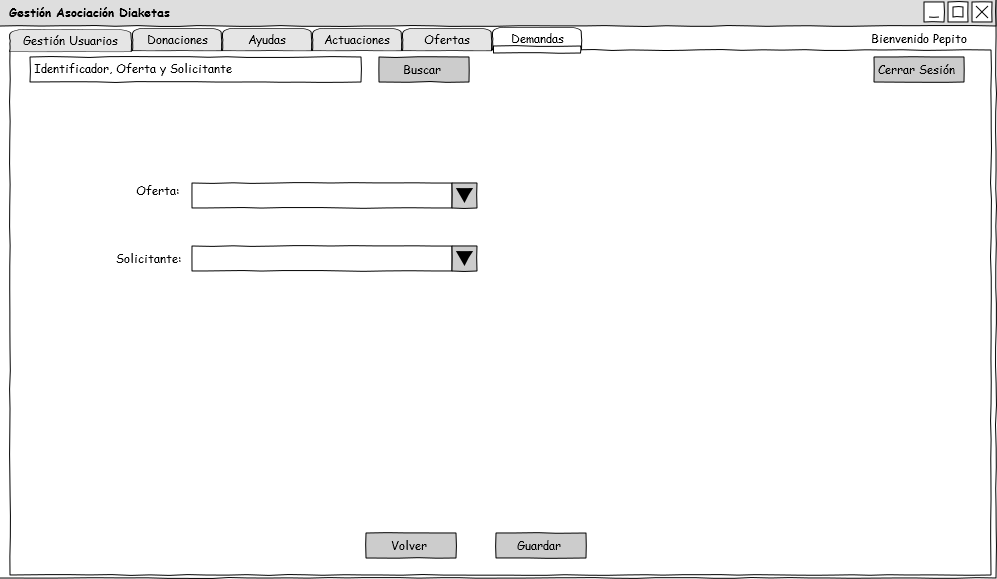 Gestión Asociación Diaketas
Gestión Usuarios
Donaciones
Ayudas
Actuaciones
Ofertas
Demandas
Bienvenido Pepito
Identificador, Oferta y Solicitante
Buscar
Cerrar Sesión
Oferta:
Solicitante:
Volver
Guardar